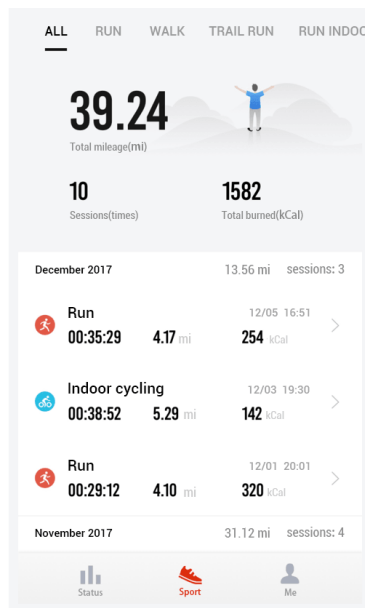 ALL RUN WALK TRAIL RUN RUN INDOO
39.24
Total mileage(mi)
10 1582
Sessions(times) Total burned(kCal)
December 2017 13.56 mi sessions: 3
Run 12/05 16:51
00:35:29 4.17 mi 254 kCal
Indoor cycling 12/03 19:30
00:38:52 5.29 mi 142 kCal
Run 12/01 20:01
00:29:12 4.10 mi 320 kCal
November 2017 31.12 mi sessions: 4
Status Sport Me